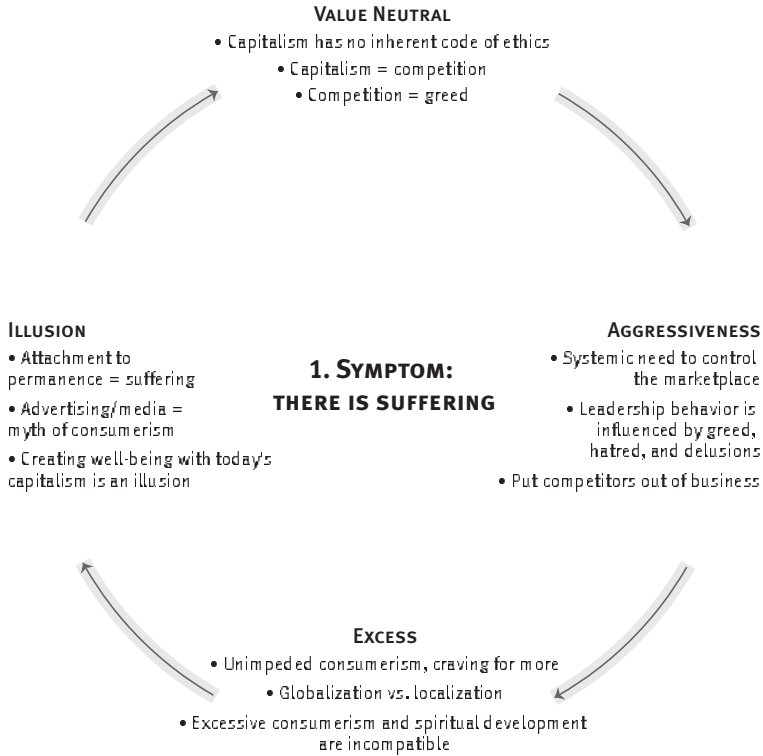 VALUE NEUTRAL
• Capitalism has no inherent code of ethics
• Capitalism = competition
• Competition = greed
ILLUSION
• Attachment to
permanence = suffering
• Advertising/media =
myth of consumerism
• Creating well-being with today's
capitalism is an illusion
1. SYMPTOM:
THERE IS SUFFERING
AGGRESSIVENESS
• Systemic need to control
the marketplace
• Leadership behavior is
influenced by greed,
hatred, and delusions
• Put competitors out of business
EXCESS
• Unimpeded consumerism, craving for more
• Globalization vs. localization
• Excessive consumerism and spiritual development
are incompatible